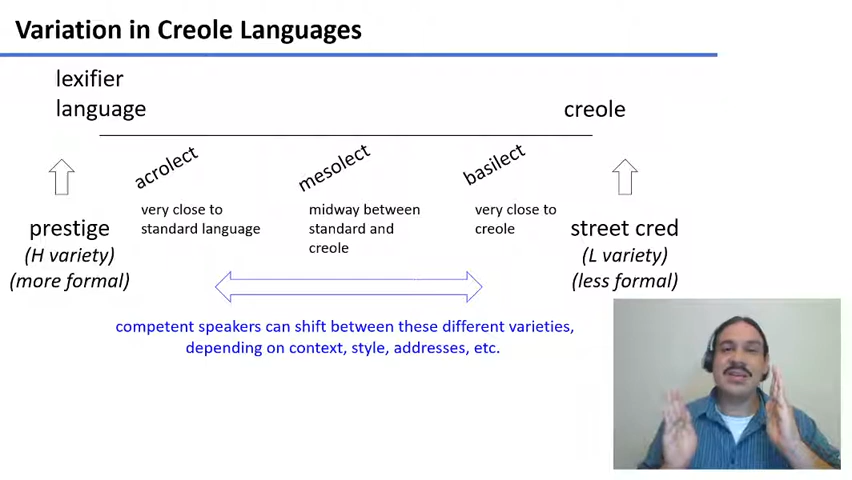 Variation in Creole Languages
lexifier
language
creole
acrolect
mesolect
basilect
very close to
standard language
midway between
standard and
creole
very close to
creole
prestige
(H variety)
(more formal)
street cred
(L variety)
(less formal)
competent speakers can shift between these different varieties,
depending on context, style, addresses, etc.